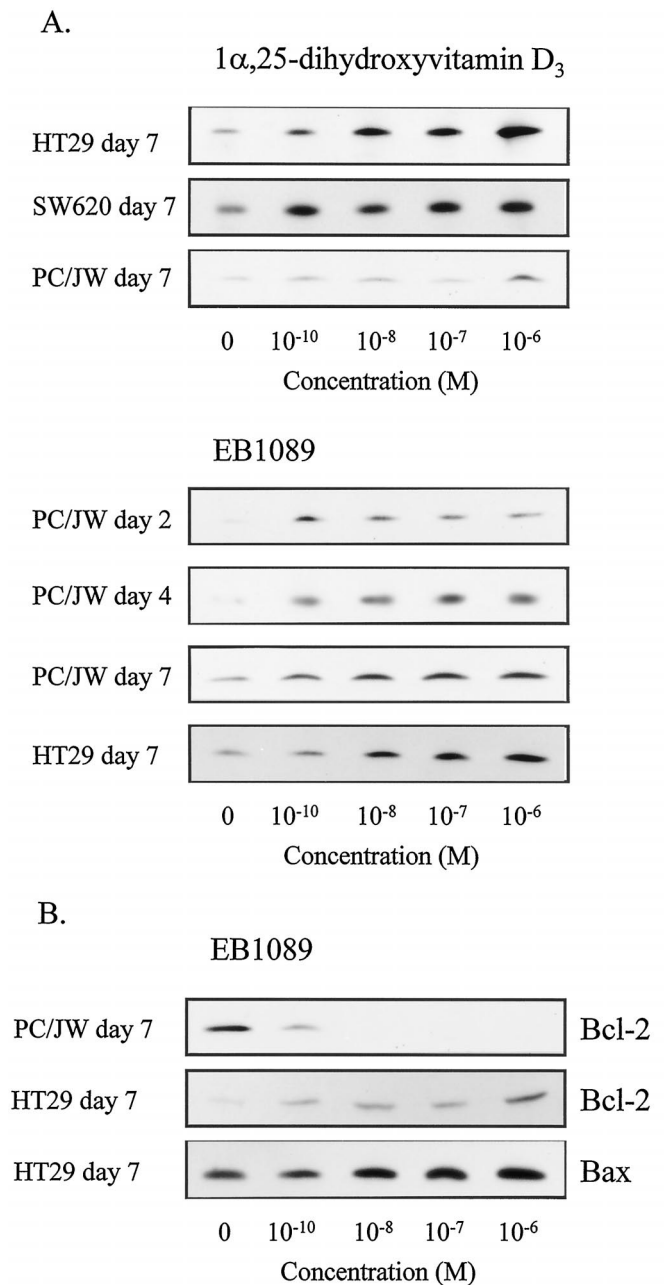 A.
1α,25-dihydroxyvitamin D₃
HT29 day 7
SW620 day 7
PC/JW day 7
0 10⁻¹⁰ 10⁻⁸ 10⁻⁷ 10⁻⁶
Concentration (M)
EB1089
PC/JW day 2
PC/JW day 4
PC/JW day 7
HT29 day 7
0 10⁻¹⁰ 10⁻⁸ 10⁻⁷ 10⁻⁶
Concentration (M)
B.
EB1089
PC/JW day 7 Bcl-2
HT29 day 7 Bcl-2
HT29 day 7 Bax
0 10⁻¹⁰ 10⁻⁸ 10⁻⁷ 10⁻⁶
Concentration (M)